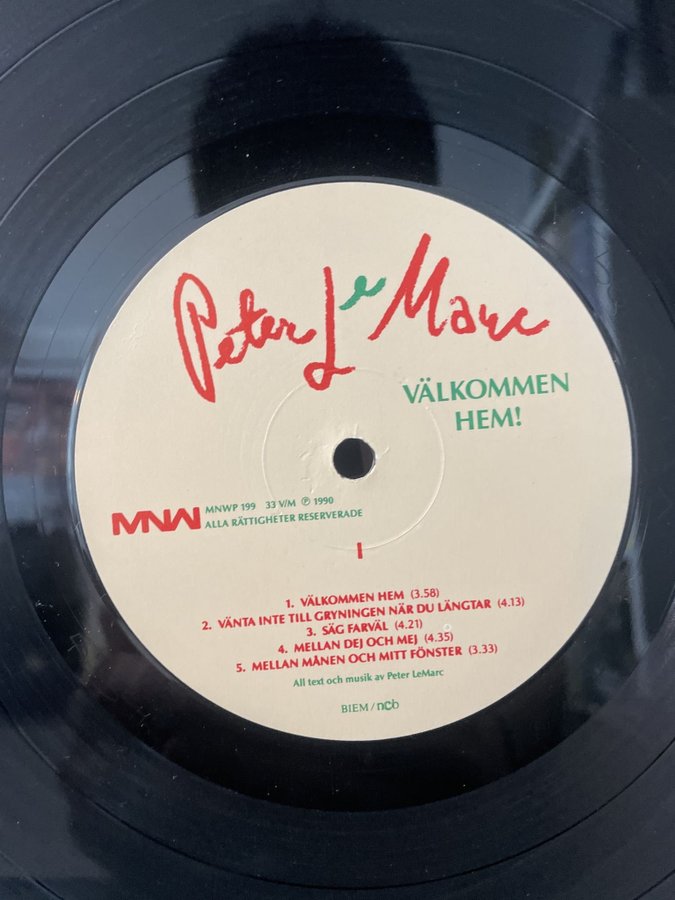 Peter LeMarc
VÄLKOMMEN
HEM!
MNW
MNWP 199 33 V/M ℗ 1990
ALLA RÄTTIGHETER RESERVERADE
I
1. VÄLKOMMEN HEM (3.58)
2. VÄNTA INTE TILL GRYNINGEN NÄR DU LÄNGTAR (4.13)
3. SÄG FARVÄL (4.21)
4. MELLAN DEJ OCH MEJ (4.35)
5. MELLAN MÅNEN OCH MITT FÖNSTER (3.33)
All text och musik av Peter LeMarc
BIEM / ncb